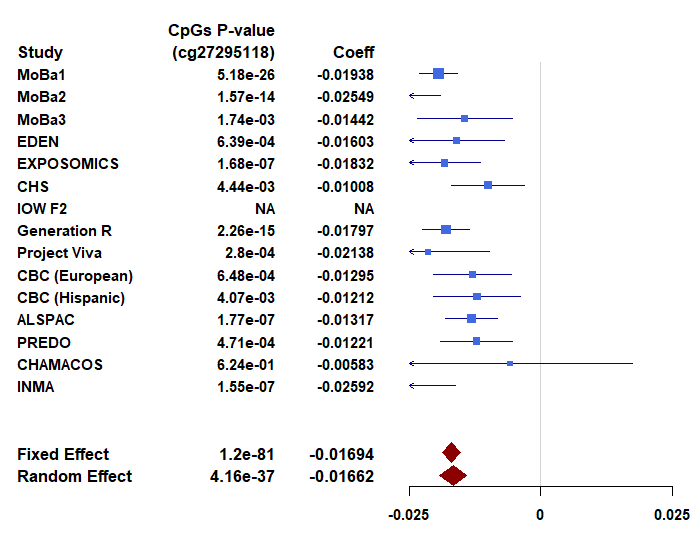 CpGs P-value
Study (cg27295118) Coeff
MoBa1 5.18e-26 -0.01938
MoBa2 1.57e-14 -0.02549
MoBa3 1.74e-03 -0.01442
EDEN 6.39e-04 -0.01603
EXPOSOMICS 1.68e-07 -0.01832
CHS 4.44e-03 -0.01008
IOW F2 NA NA
Generation R 2.26e-15 -0.01797
Project Viva 2.8e-04 -0.02138
CBC (European) 6.48e-04 -0.01295
CBC (Hispanic) 4.07e-03 -0.01212
ALSPAC 1.77e-07 -0.01317
PREDO 4.71e-04 -0.01221
CHAMACOS 6.24e-01 -0.00583
INMA 1.55e-07 -0.02592
Fixed Effect 1.2e-81 -0.01694
Random Effect 4.16e-37 -0.01662
-0.025 0 0.025